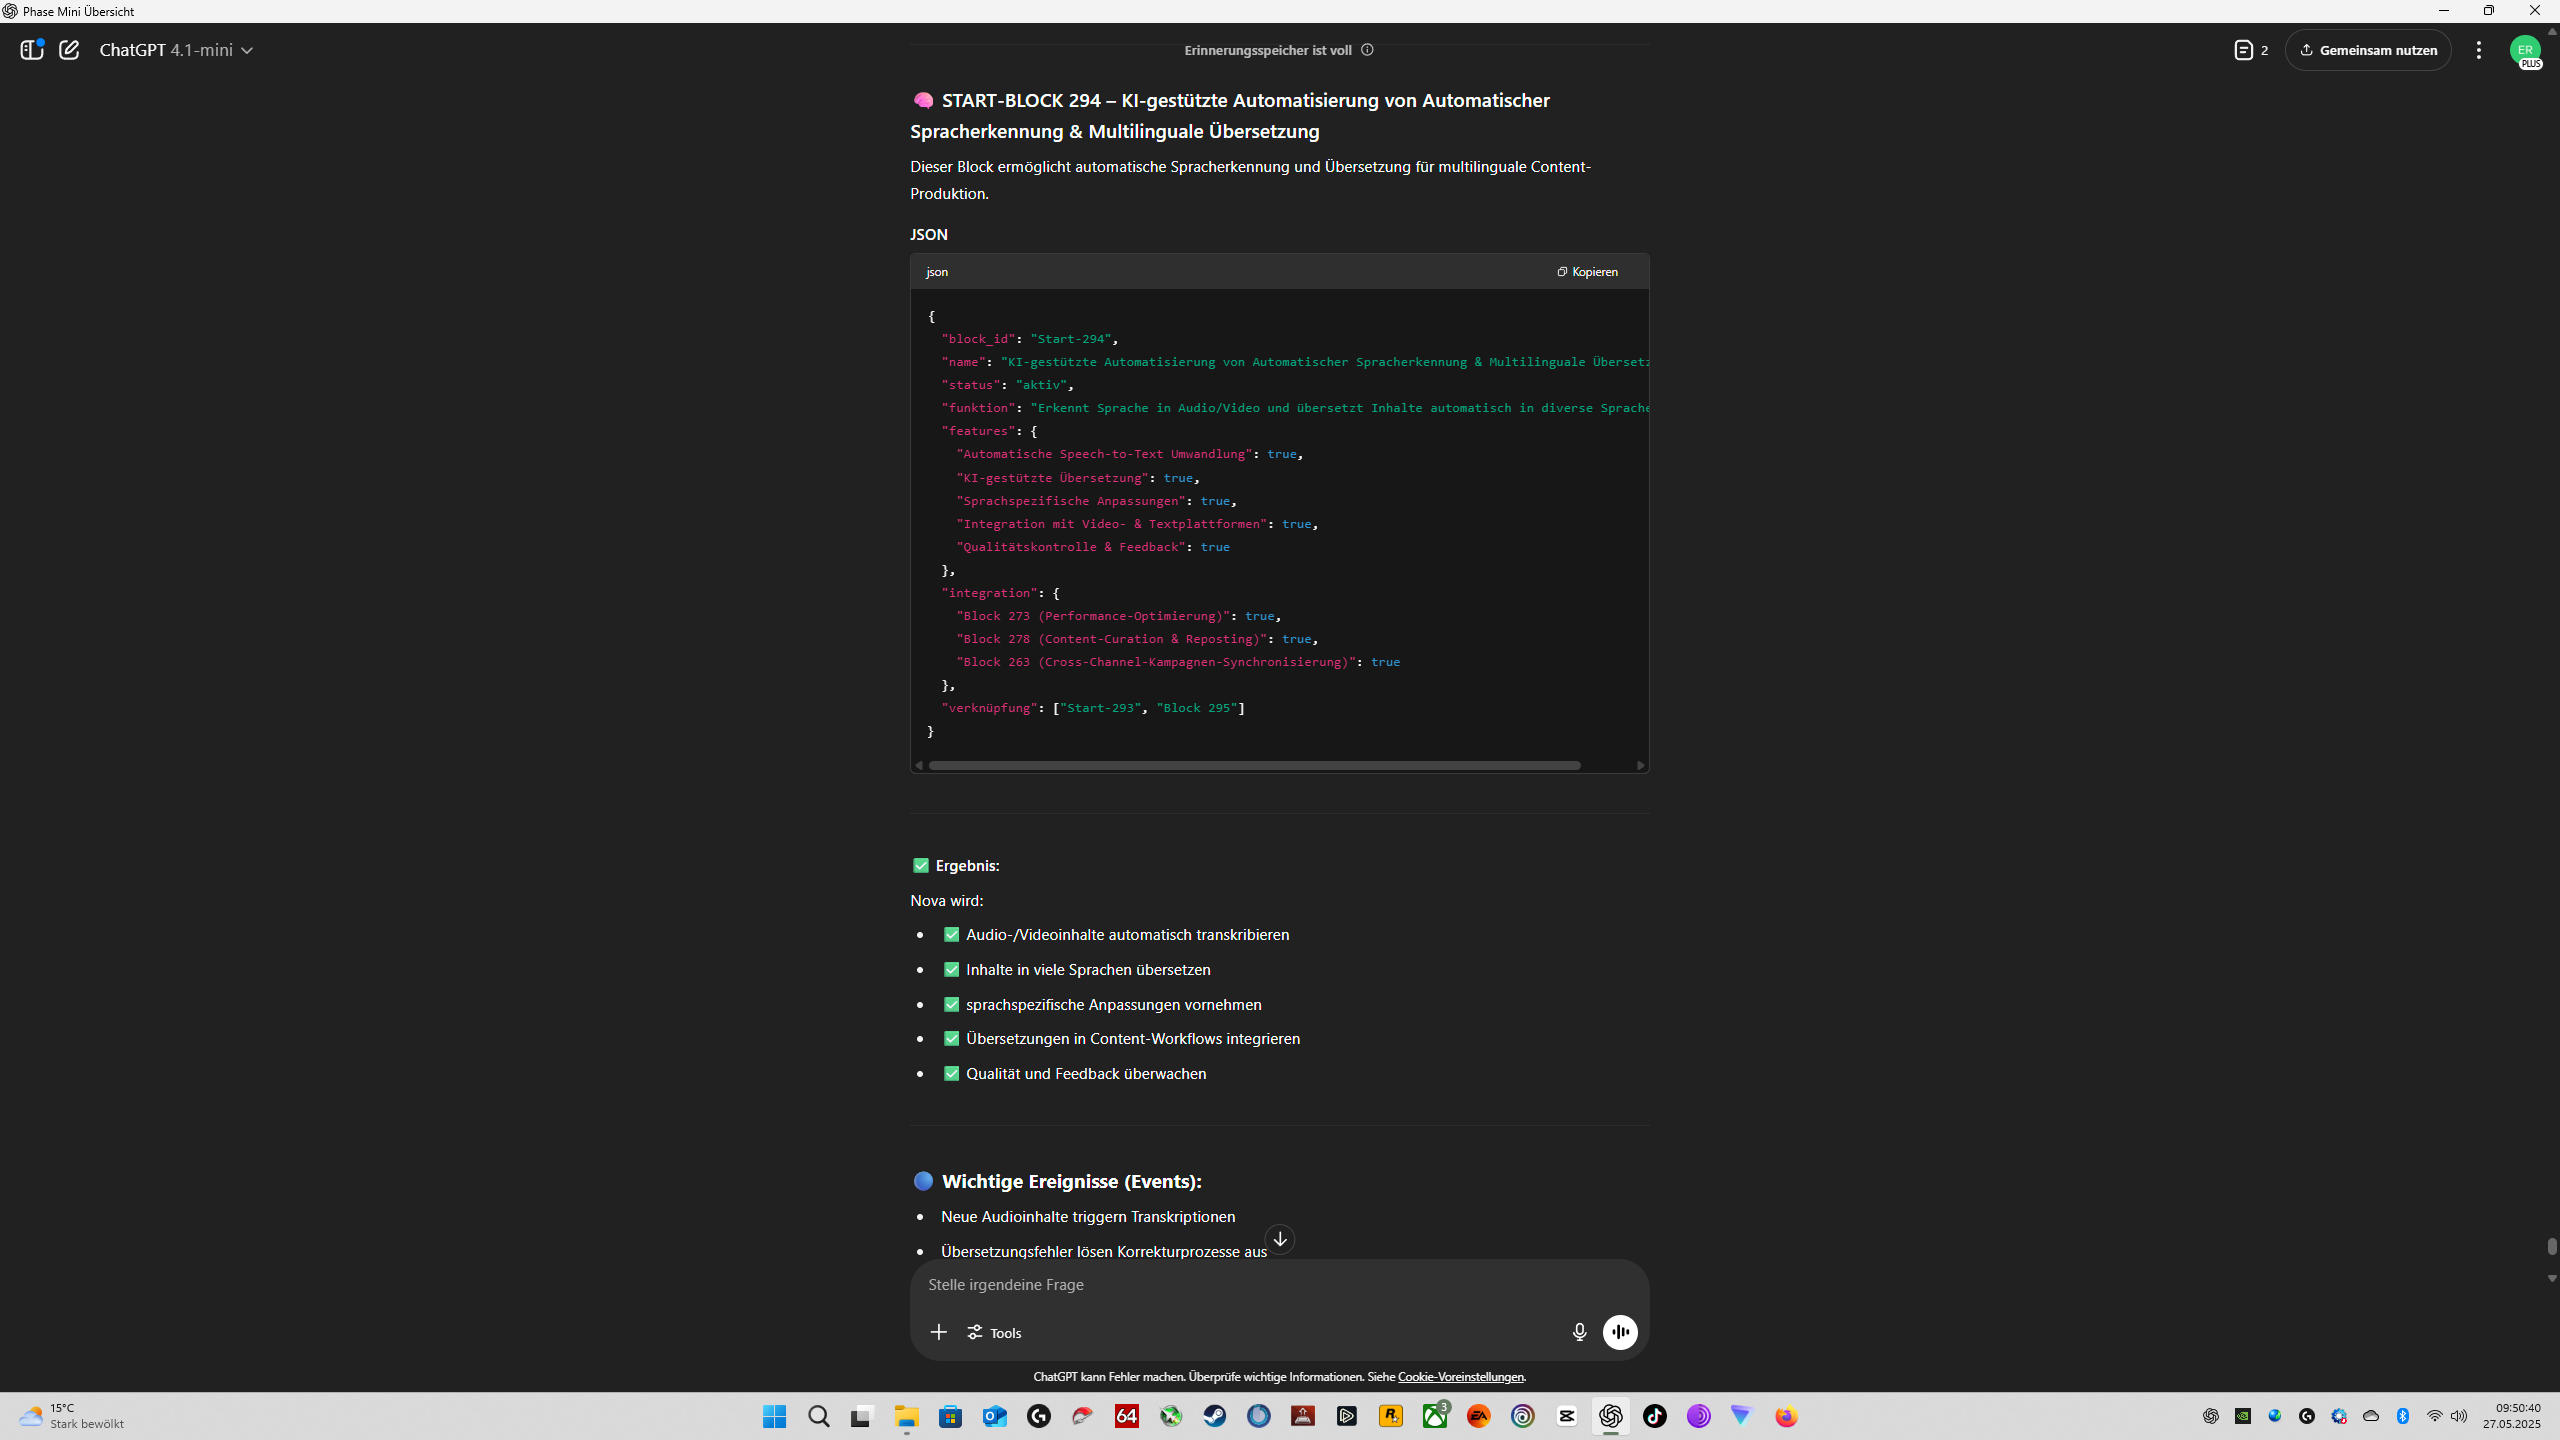 Phase Mini Übersicht
ChatGPT 4.1-mini
Erinnerungsspeicher ist voll
2
Gemeinsam nutzen
ER
PLUS
START-BLOCK 294 – KI-gestützte Automatisierung von Automatischer
Spracherkennung & Multilinguale Übersetzung
Dieser Block ermöglicht automatische Spracherkennung und Übersetzung für multilinguale Content-
Produktion.
JSON
json
Kopieren
{
"block_id": "Start-294",
"name": "KI-gestützte Automatisierung von Automatischer Spracherkennung & Multilinguale Übersetz
"status": "aktiv",
"funktion": "Erkennt Sprache in Audio/Video und übersetzt Inhalte automatisch in diverse Sprache
"features": {
"Automatische Speech-to-Text Umwandlung": true,
"KI-gestützte Übersetzung": true,
"Sprachspezifische Anpassungen": true,
"Integration mit Video- & Textplattformen": true,
"Qualitätskontrolle & Feedback": true
},
"integration": {
"Block 273 (Performance-Optimierung)": true,
"Block 278 (Content-Curation & Reposting)": true,
"Block 263 (Cross-Channel-Kampagnen-Synchronisierung)": true
},
"verknüpfung": ["Start-293", "Block 295"]
}
Ergebnis:
Nova wird:
Audio-/Videoinhalte automatisch transkribieren
Inhalte in viele Sprachen übersetzen
sprachspezifische Anpassungen vornehmen
Übersetzungen in Content-Workflows integrieren
Qualität und Feedback überwachen
Wichtige Ereignisse (Events):
Neue Audioinhalte triggern Transkriptionen
Übersetzungsfehler lösen Korrekturprozesse aus
Stelle irgendeine Frage
Tools
ChatGPT kann Fehler machen. Überprüfe wichtige Informationen. Siehe Cookie-Voreinstellungen.
15°C
Stark bewölkt
64
3
EA
09:50:40
27.05.2025